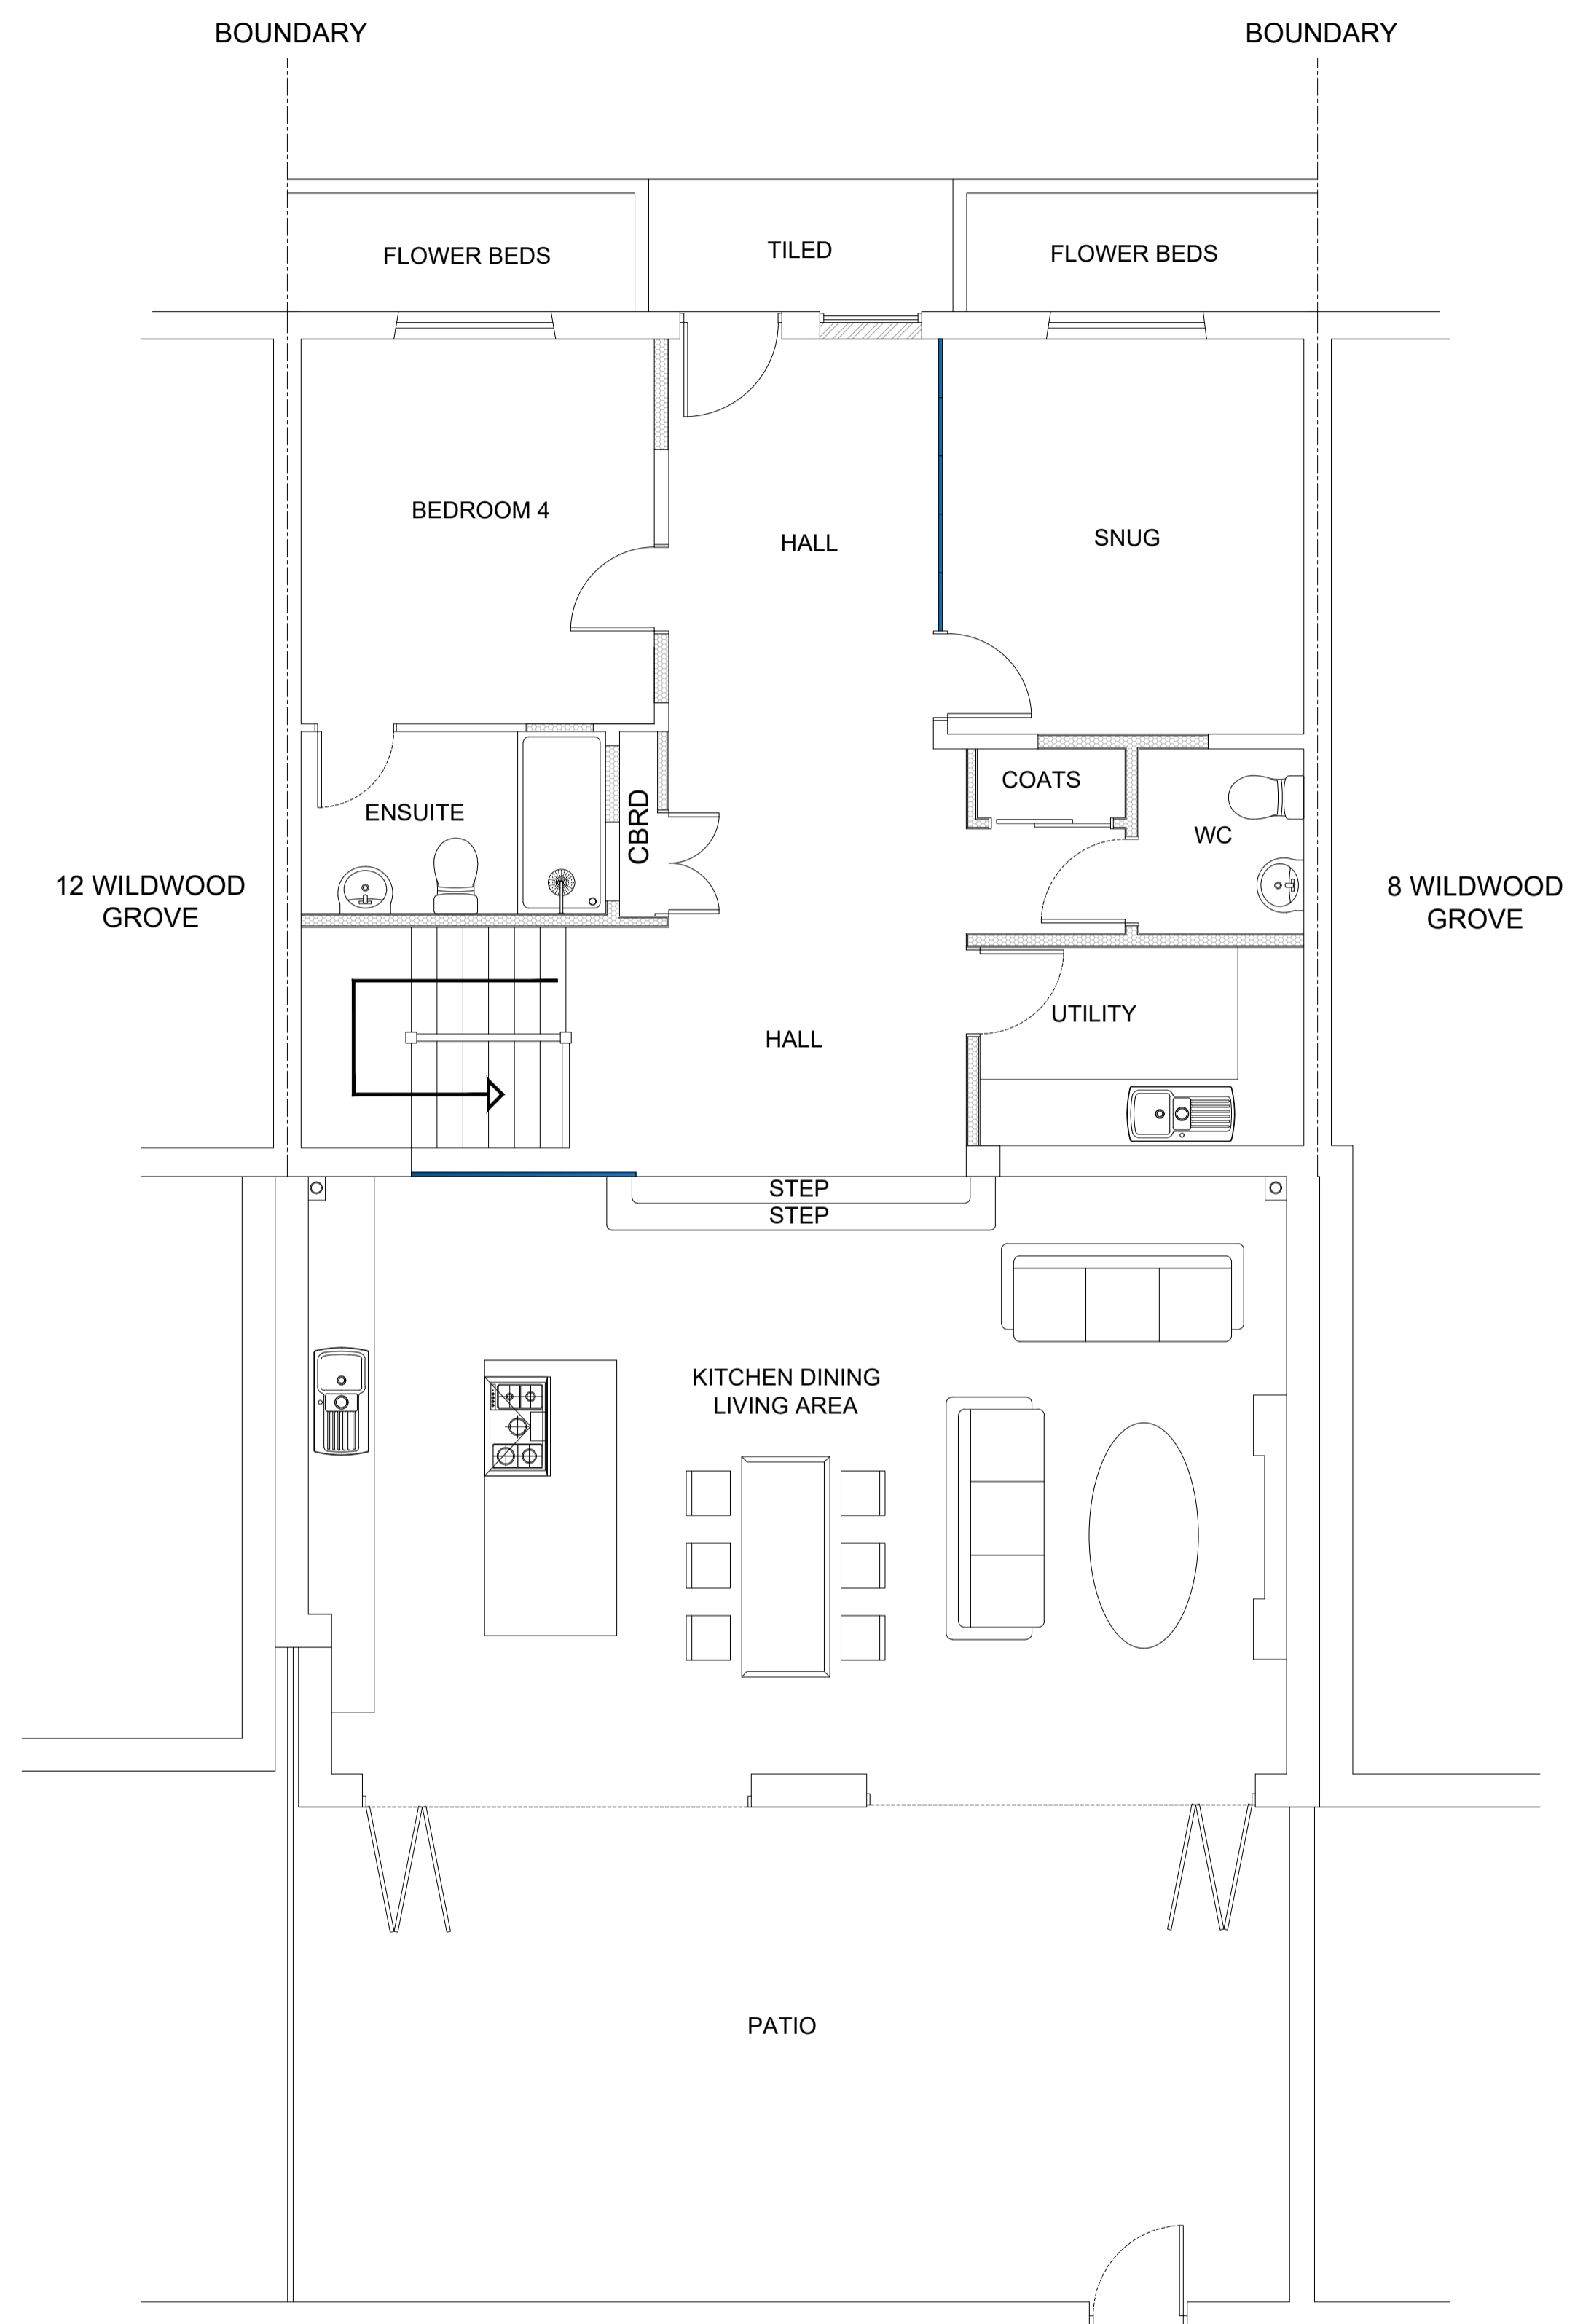 BOUNDARY
BOUNDARY
FLOWER BEDS
TILED
FLOWER BEDS
BEDROOM 4
HALL
SNUG
COATS
ENSUITE
CBRD
WC
12 WILDWOOD
GROVE
8 WILDWOOD
GROVE
UTILITY
HALL
STEP
STEP
KITCHEN DINING
LIVING AREA
PATIO